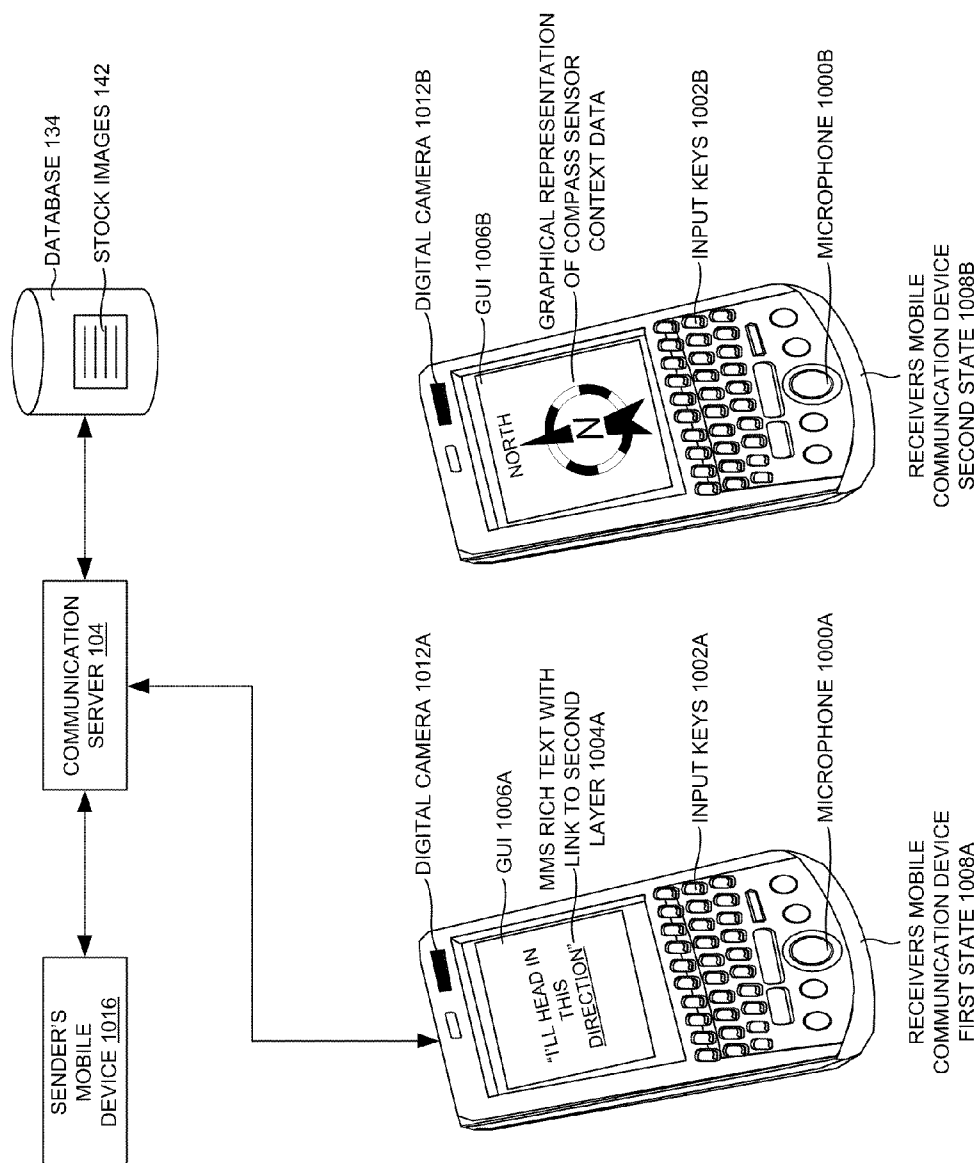 SENDER'S
MOBILE
DEVICE 1016
COMMUNICATION
SERVER 104
DATABASE 134
STOCK IMAGES 142
DIGITAL CAMERA 1012A
GUI 1006A
MMS RICH TEXT WITH
LINK TO SECOND
LAYER 1004A
"I'LL HEAD IN
THIS
DIRECTION"
INPUT KEYS 1002A
MICROPHONE 1000A
RECEIVERS MOBILE
COMMUNICATION DEVICE
FIRST STATE 1008A
DIGITAL CAMERA 1012B
GUI 1006B
GRAPHICAL REPRESENTATION
OF COMPASS SENSOR
CONTEXT DATA
NORTH
N
INPUT KEYS 1002B
MICROPHONE 1000B
RECEIVERS MOBILE
COMMUNICATION DEVICE
SECOND STATE 1008B